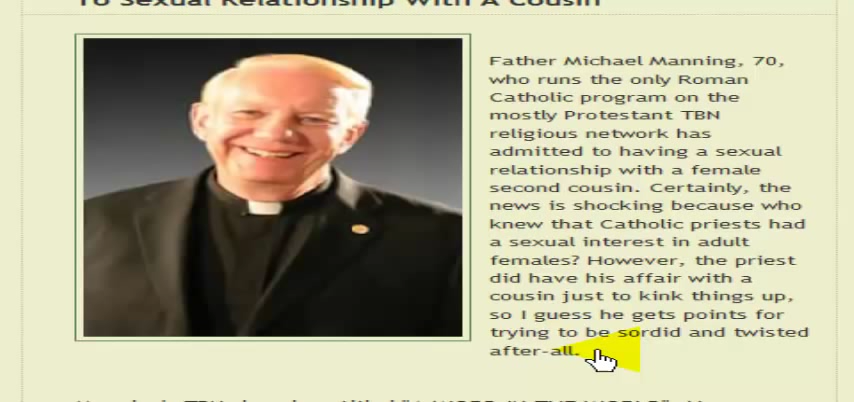 To Sexual Relationship With A Cousin
Father Michael Manning, 70,
who runs the only Roman
Catholic program on the
mostly Protestant TBN
religious network has
admitted to having a sexual
relationship with a female
second cousin. Certainly, the
news is shocking because who
knew that Catholic priests had
a sexual interest in adult
females? However, the priest
did have his affair with a
cousin just to kink things up,
so I guess he gets points for
trying to be sordid and twisted
after-all.